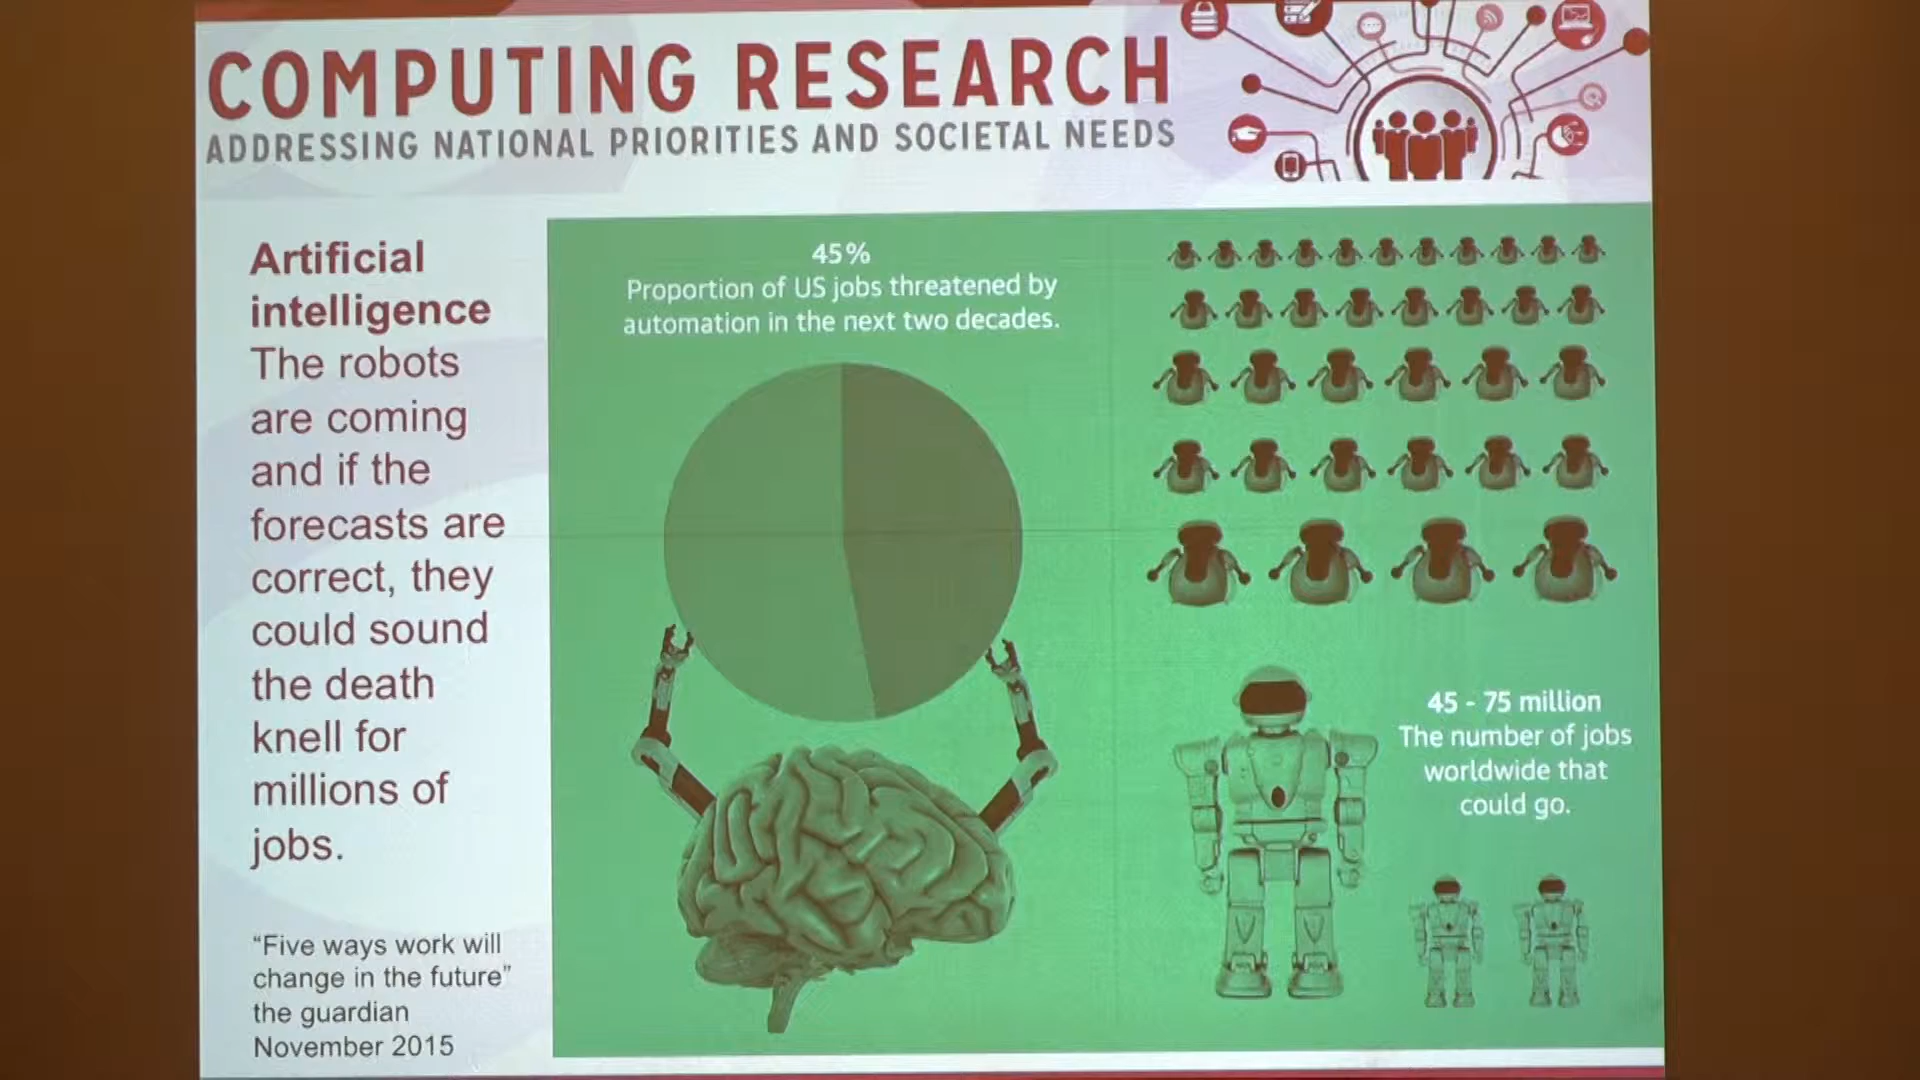 COMPUTING RESEARCH
ADDRESSING NATIONAL PRIORITIES AND SOCIETAL NEEDS
Artificial
intelligence
The robots
are coming
and if the
forecasts are
correct, they
could sound
the death
knell for
millions of
jobs.
“Five ways work will
change in the future”
the guardian
November 2015
45%
Proportion of US jobs threatened by
automation in the next two decades.
45 - 75 million
The number of jobs
worldwide that
could go.